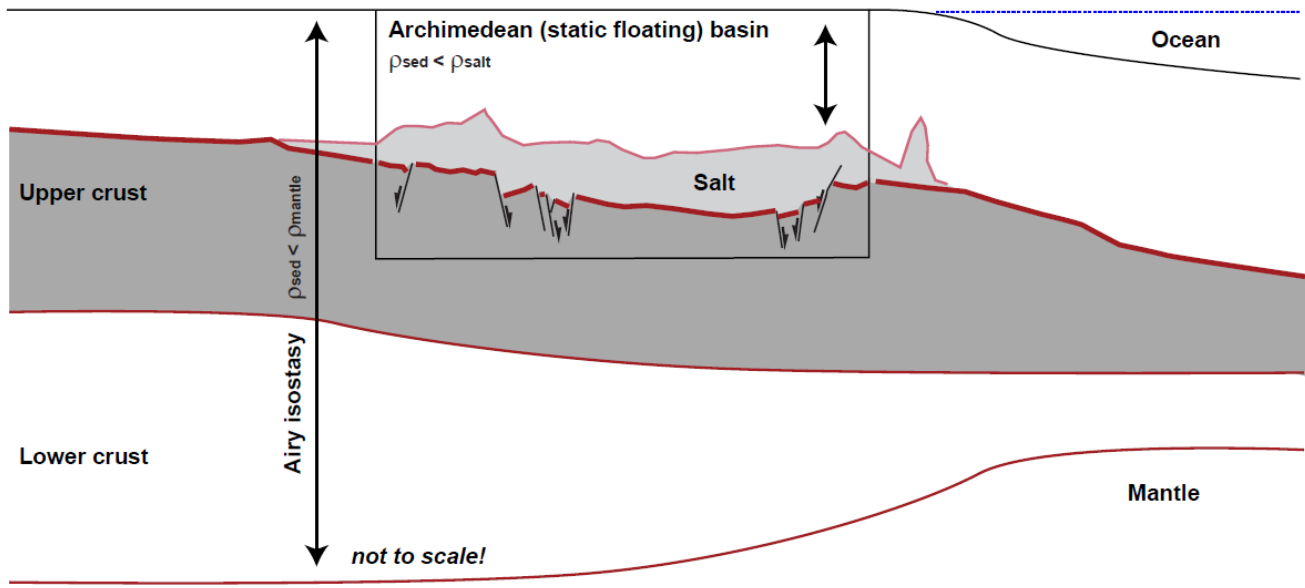 Archimedean (static floating) basin
ρsed < ρsalt
Ocean
Salt
Upper crust
ρsed < ρmantle
Airy isostasy
Lower crust
Mantle
not to scale!